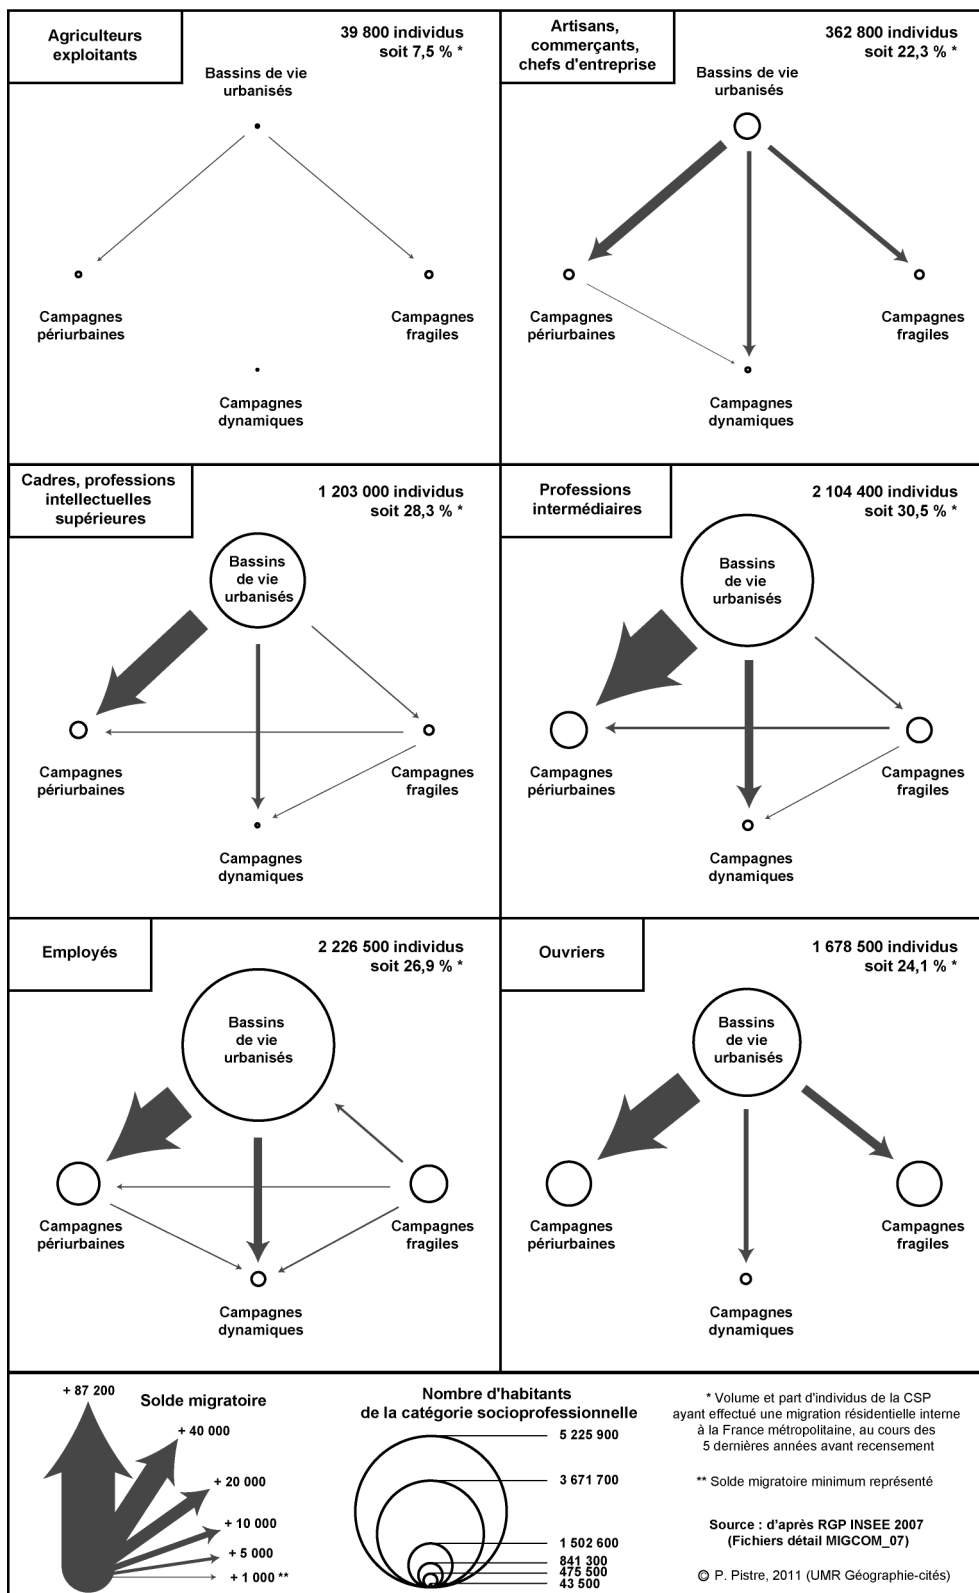 Agriculteurs
exploitants
39 800 individus
soit 7,5 % *
Bassins de vie
urbanisés
Campagnes
périurbaines
Campagnes
fragiles
Campagnes
dynamiques
Artisans,
commerçants,
chefs d'entreprise
362 800 individus
soit 22,3 % *
Bassins de vie
urbanisés
Campagnes
périurbaines
Campagnes
fragiles
Campagnes
dynamiques
Cadres, professions
intellectuelles
supérieures
1 203 000 individus
soit 28,3 % *
Bassins
de vie
urbanisés
Campagnes
périurbaines
Campagnes
fragiles
Campagnes
dynamiques
Professions
intermédiaires
2 104 400 individus
soit 30,5 % *
Bassins
de vie
urbanisés
Campagnes
périurbaines
Campagnes
fragiles
Campagnes
dynamiques
Employés
2 226 500 individus
soit 26,9 % *
Bassins
de vie
urbanisés
Campagnes
périurbaines
Campagnes
fragiles
Campagnes
dynamiques
Ouvriers
1 678 500 individus
soit 24,1 % *
Bassins
de vie
urbanisés
Campagnes
périurbaines
Campagnes
fragiles
Campagnes
dynamiques
Solde migratoire
+ 87 200
+ 40 000
+ 20 000
+ 10 000
+ 5 000
+ 1 000 **
Nombre d'habitants
de la catégorie socioprofessionnelle
5 225 900
3 671 700
1 502 600
841 300
475 500
43 500
* Volume et part d'individus de la CSP
ayant effectué une migration résidentielle interne
à la France métropolitaine, au cours des
5 dernières années avant recensement
** Solde migratoire minimum représenté
Source : d'après RGP INSEE 2007
(Fichiers détail MIGCOM_07)
© P. Pistre, 2011 (UMR Géographie-cités)